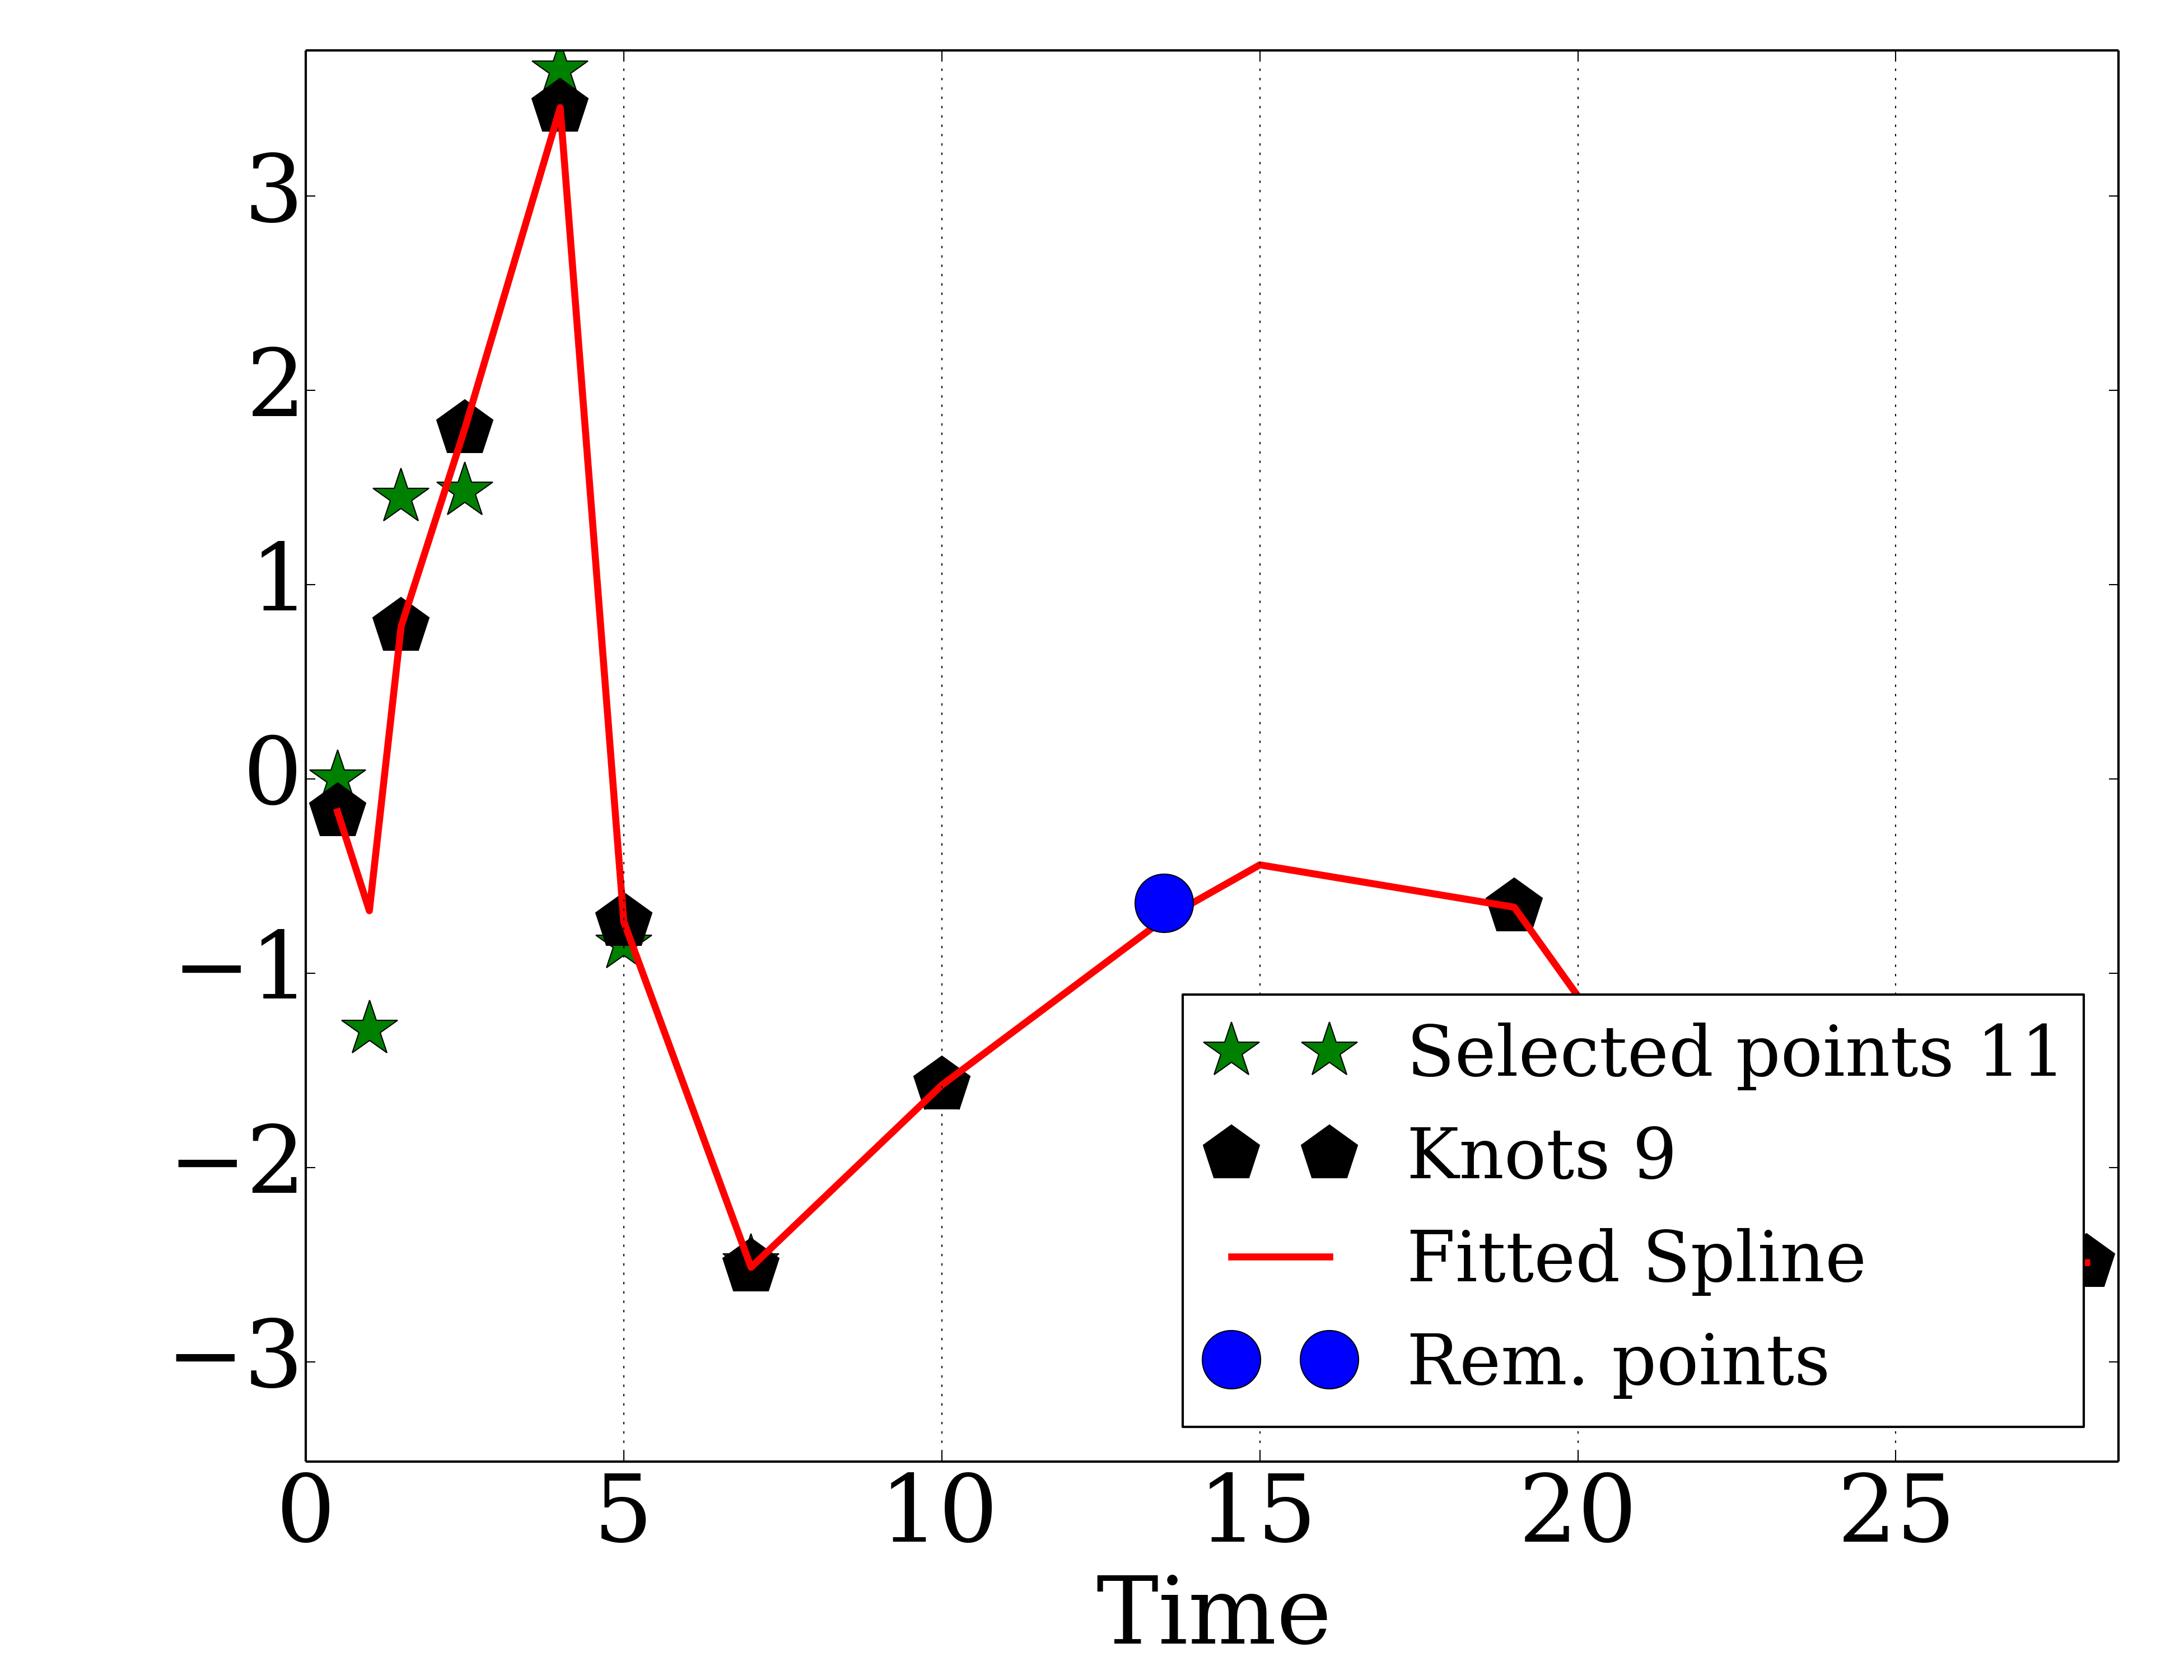 3
2
1
0
−1
−2
−3
Selected points 11
Knots 9
Fitted Spline
Rem. points
0 5 10 15 20 25
Time